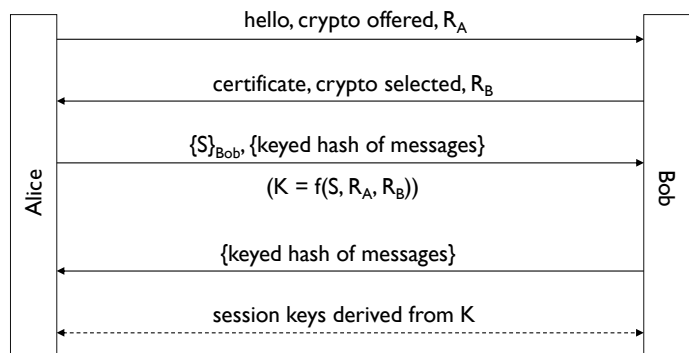 hello, crypto offered, R_A
certificate, crypto selected, R_B
{S}_Bob, {keyed hash of messages}
(K = f(S, R_A, R_B))
Alice
Bob
{keyed hash of messages}
session keys derived from K